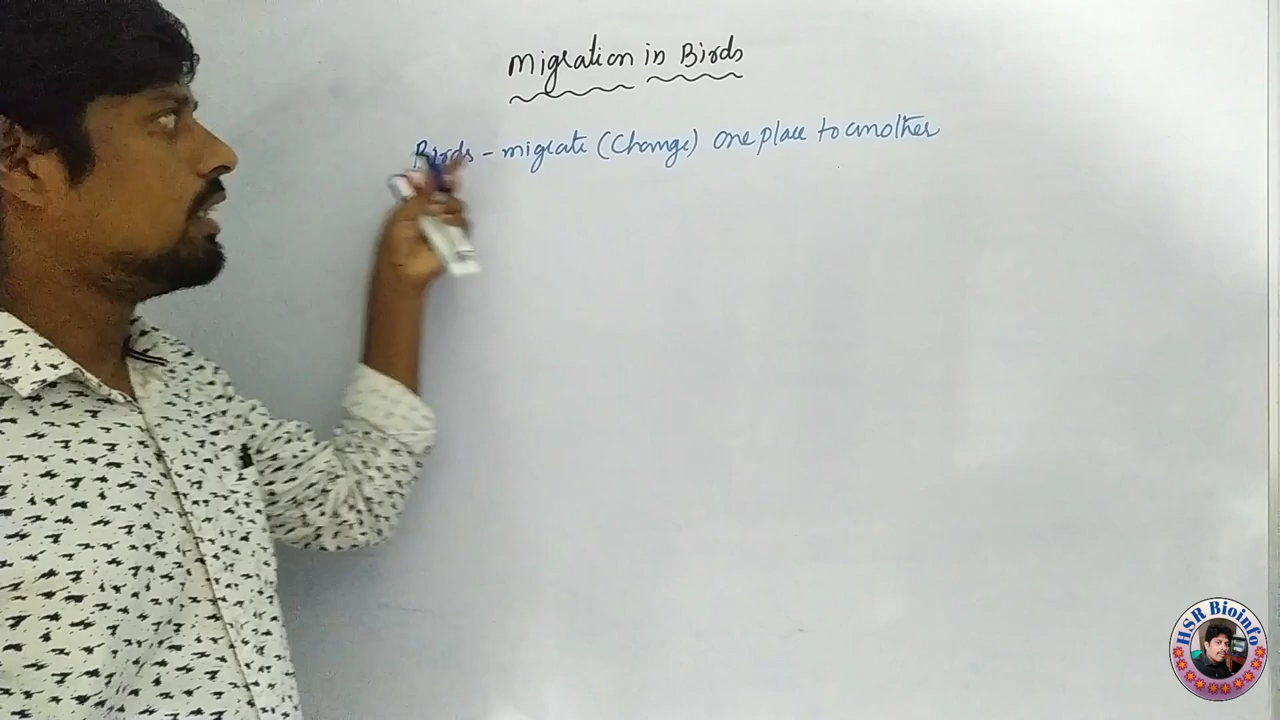 Migration in Birds
Birds - migrate (Change) one place to another
HSR Bioinfo